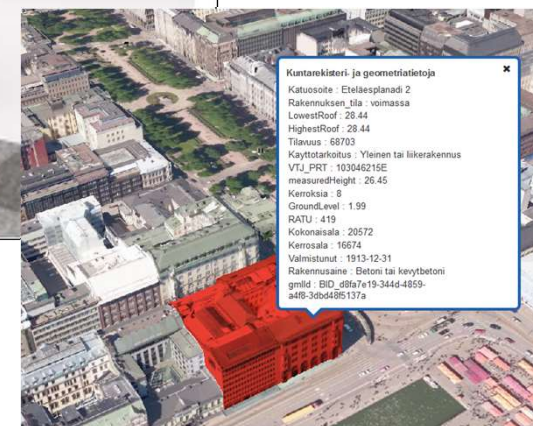 Kuntarekisteri- ja geometriatietoja
Katuosoite : Eteläesplanadi 2
Rakennuksen_tila : voimassa
LowestRoof : 28.44
HighestRoof : 28.44
Tilavuus : 68703
Kayttotarkoitus : Yleinen tai liikerakennus
VTJ_PRT : 103046215E
measuredHeight : 26.45
Kerroksia : 8
GroundLevel : 1.99
RATU : 419
Kokonaisala : 20572
Kerrosala : 16674
Valmistunut : 1913-12-31
Rakennusaine : Betoni tai kevytbetoni
gmlId : BID_d8fa7e19-344d-4859-
a4f8-3dbd48f5137a